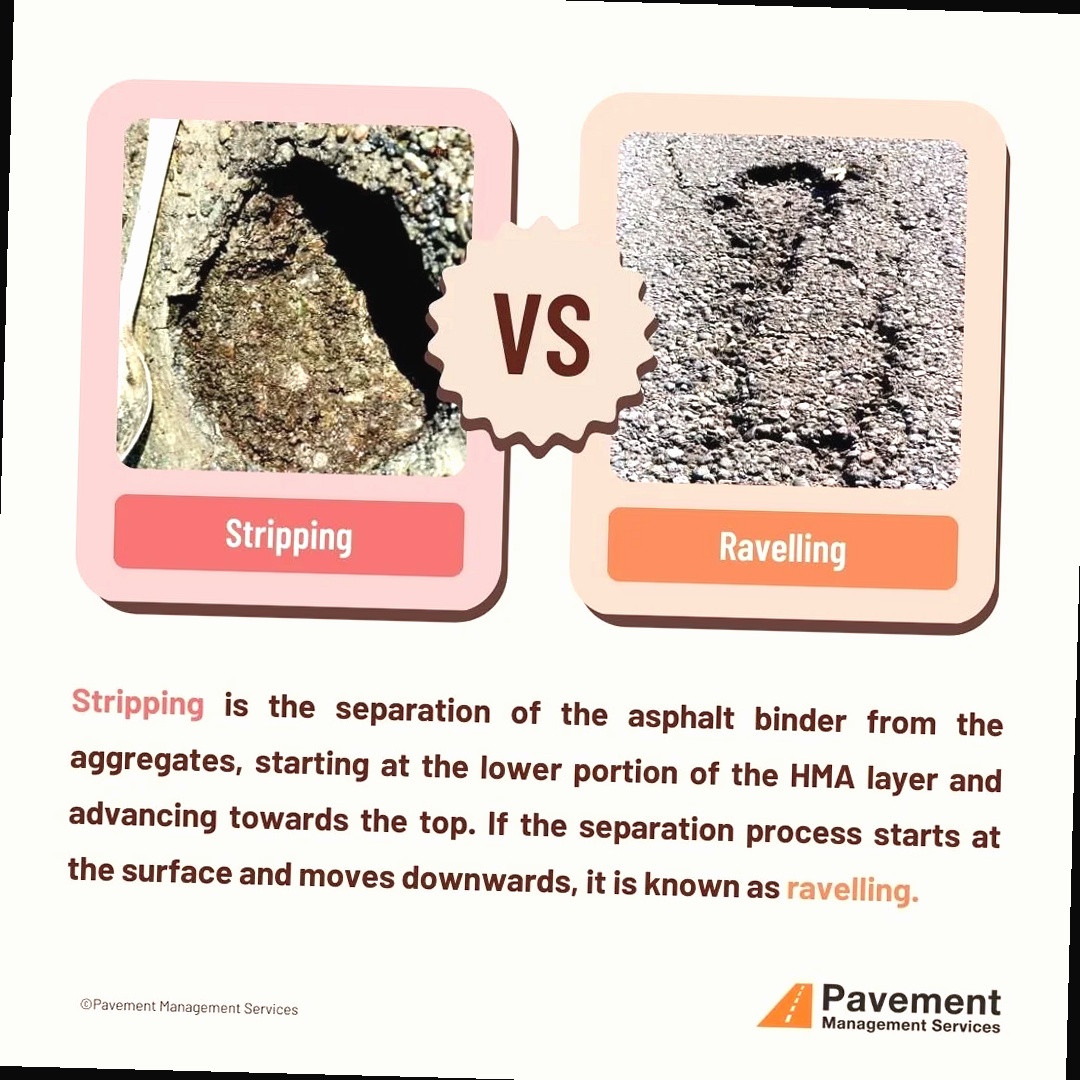 VS
Stripping
Ravelling
Stripping is the separation of the asphalt binder from the
aggregates, starting at the lower portion of the HMA layer and
advancing towards the top. If the separation process starts at
the surface and moves downwards, it is known as ravelling.
©Pavement Management Services
Pavement
Management Services